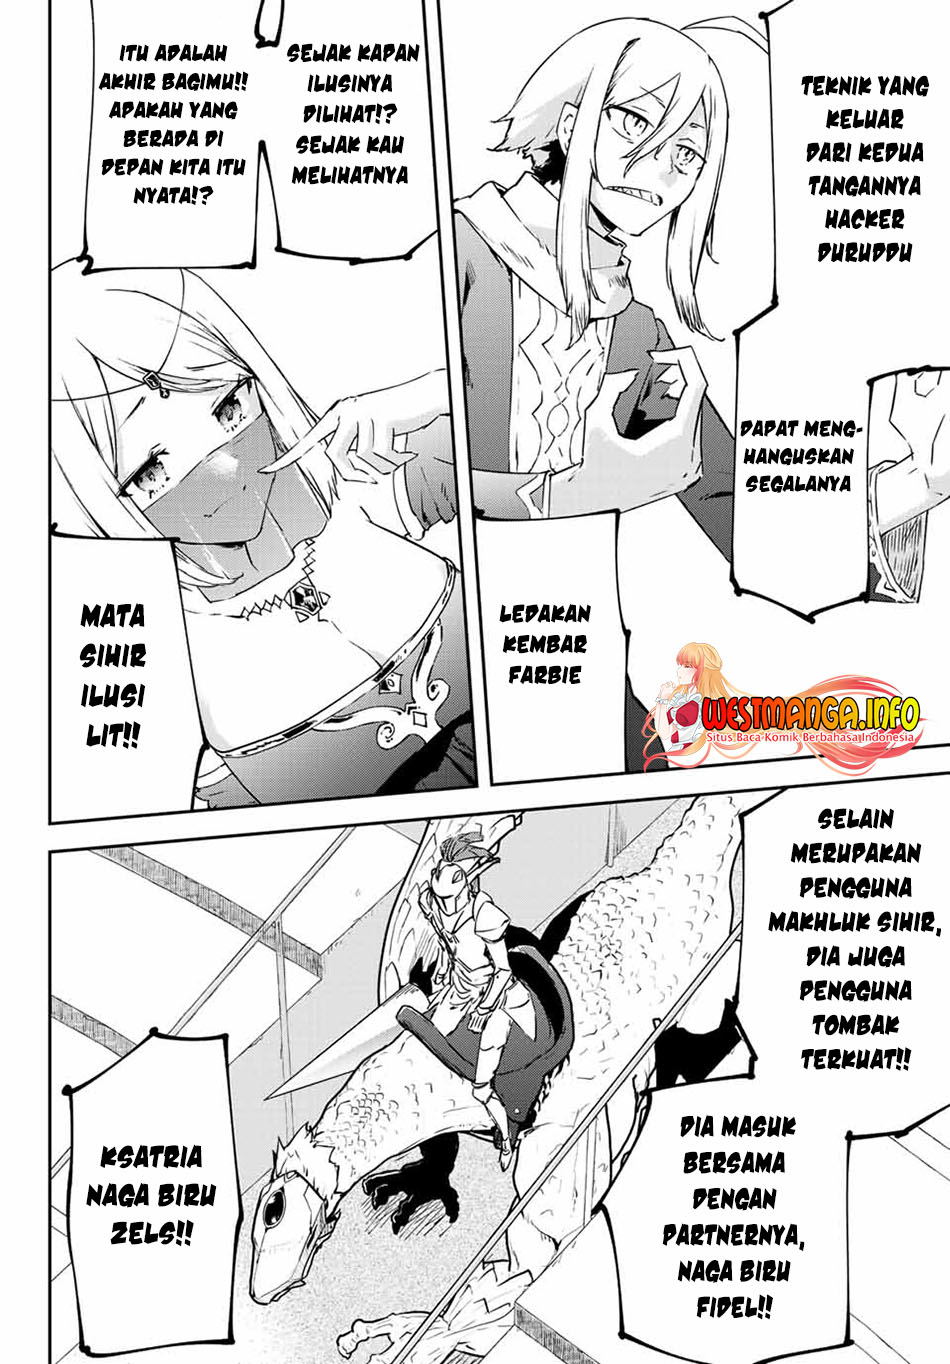 TEKNIK YANG
KELUAR
DARI KEDUA
TANGANNYA
HACKER
DURUDDU
DAPAT MENG-
HANGUSKAN
SEGALANYA
LEDAKAN
KEMBAR
FARBIE
SEJAK KAPAN
ILUSINYA
DILIHAT!?
SEJAK KAU
MELIHATNYA
ITU ADALAH
AKHIR BAGIMU!!
APAKAH YANG
BERADA DI
DEPAN KITA ITU
NYATA!?
MATA
SIHIR
ILUSI
LIT!!
WESTMANGA.INFO
Situs Baca Komik Berbahasa Indonesia
SELAIN
MERUPAKAN
PENGGUNA
MAKHLUK SIHIR,
DIA JUGA
PENGGUNA
TOMBAK
TERKUAT!!
DIA MASUK
BERSAMA
DENGAN
PARTNERNYA,
NAGA BIRU
FIDEL!!
KSATRIA
NAGA BIRU
ZELS!!